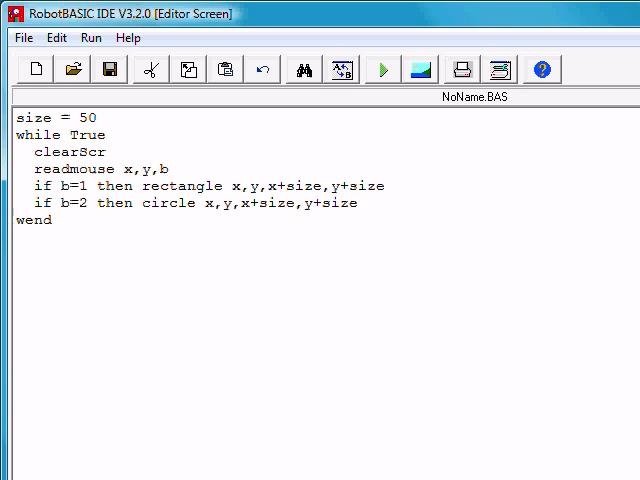 RobotBASIC IDE V3.2.0 [Editor Screen]
File Edit Run Help
A
A→B
?
NoName.BAS
size = 50
while True
clearScr
readmouse x,y,b
if b=1 then rectangle x,y,x+size,y+size
if b=2 then circle x,y,x+size,y+size
wend